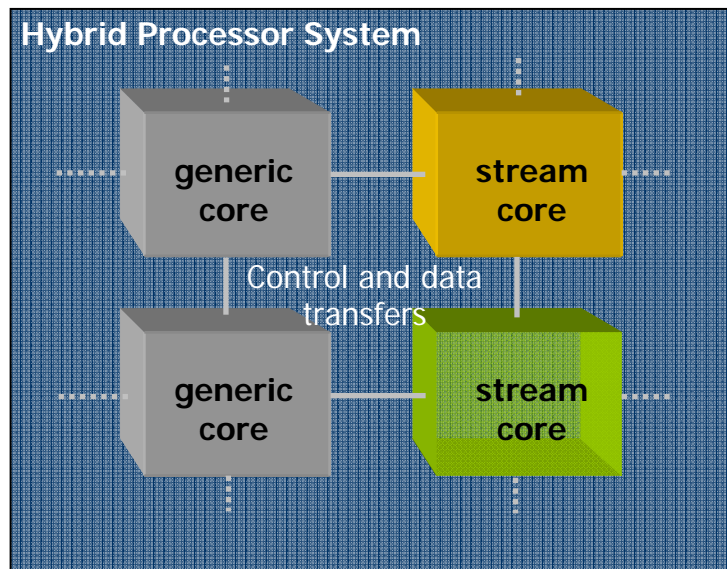 Hybrid Processor System
generic
core
stream
core
Control and data
transfers
generic
core
stream
core